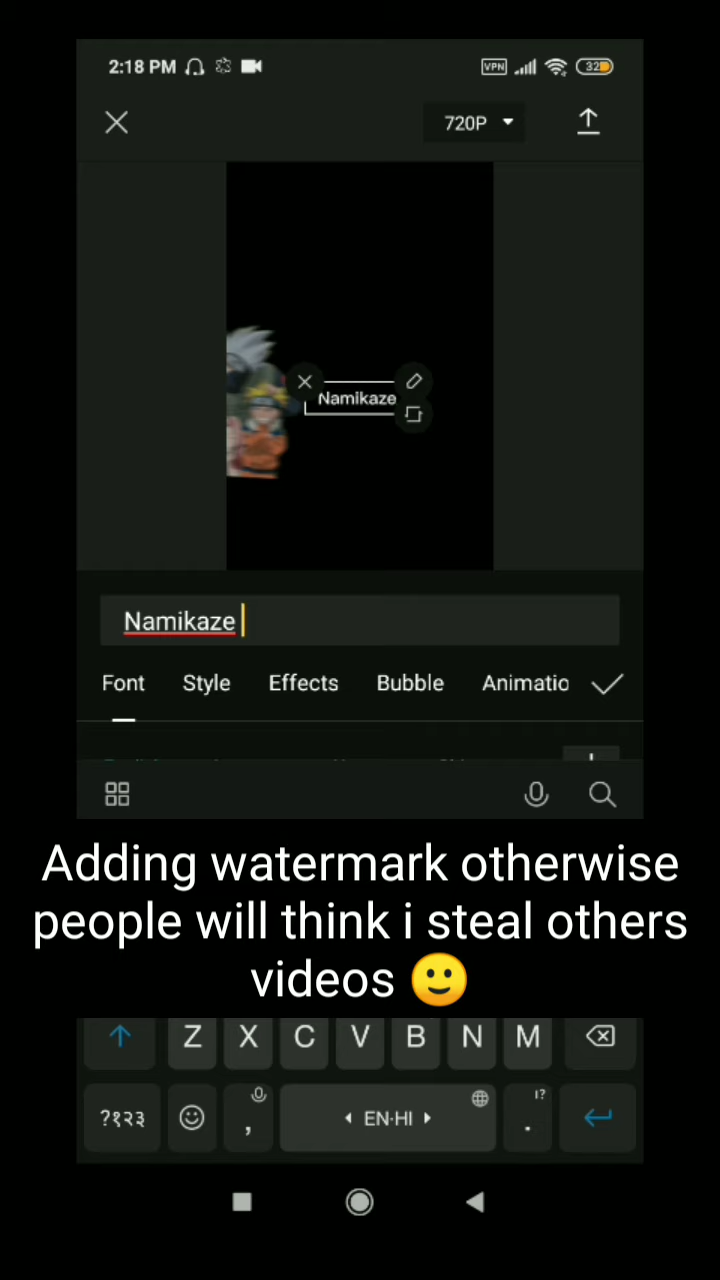 2:18 PM VPN 32
720P
Namikaze
Namikaze
Font Style Effects Bubble Animatio
Adding watermark otherwise
people will think i steal others
videos 🙂
Z X C V B N M
?१२३ , EN·HI !? .